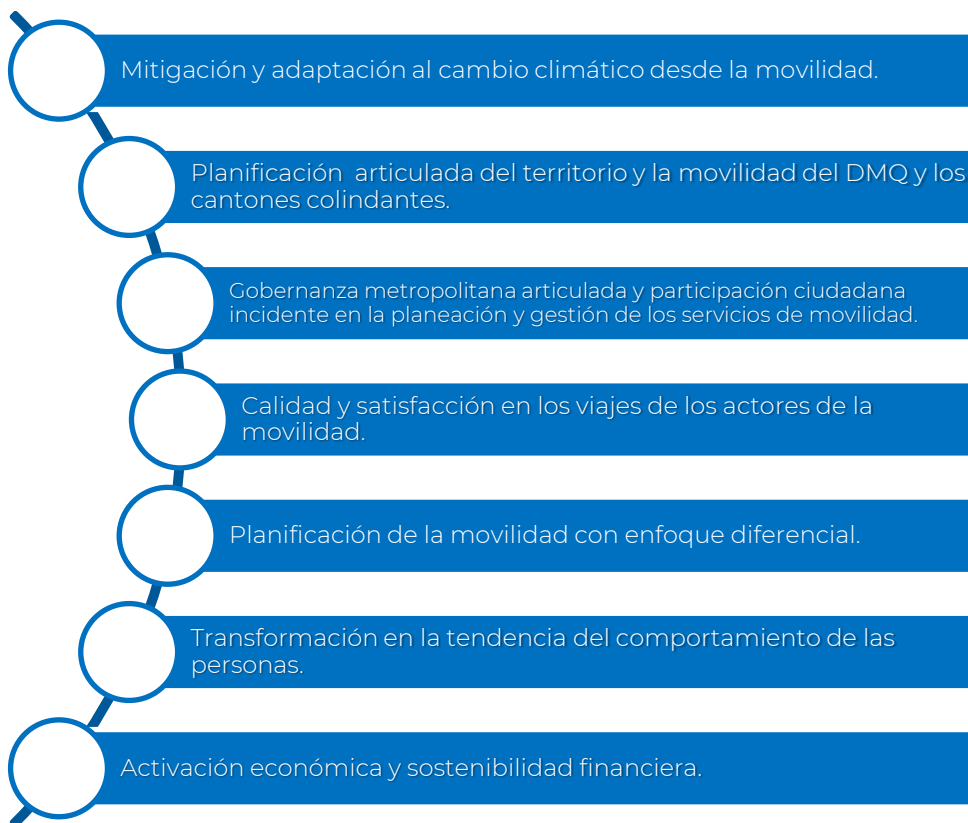 Mitigación y adaptación al cambio climático desde la movilidad.
Planificación articulada del territorio y la movilidad del DMQ y los
cantones colindantes.
Gobernanza metropolitana articulada y participación ciudadana
incidente en la planeación y gestión de los servicios de movilidad.
Calidad y satisfacción en los viajes de los actores de la
movilidad.
Planificación de la movilidad con enfoque diferencial.
Transformación en la tendencia del comportamiento de las
personas.
Activación económica y sostenibilidad financiera.